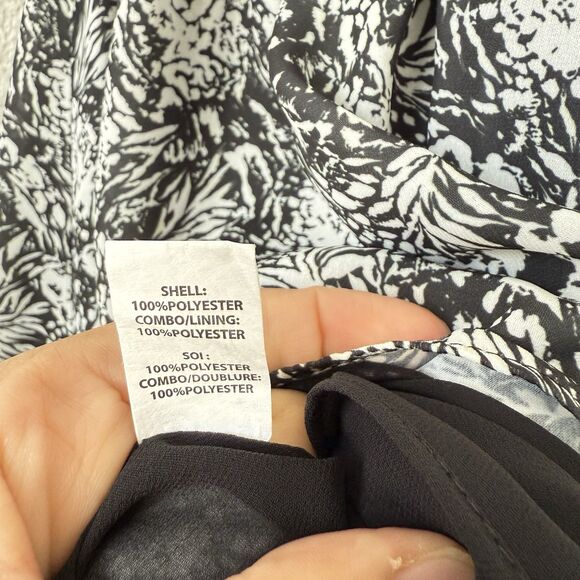 SHELL:
100%POLYESTER
COMBO/LINING:
100%POLYESTER
SOI :
100%POLYESTER
COMBO/DOUBLURE:
100%POLYESTER